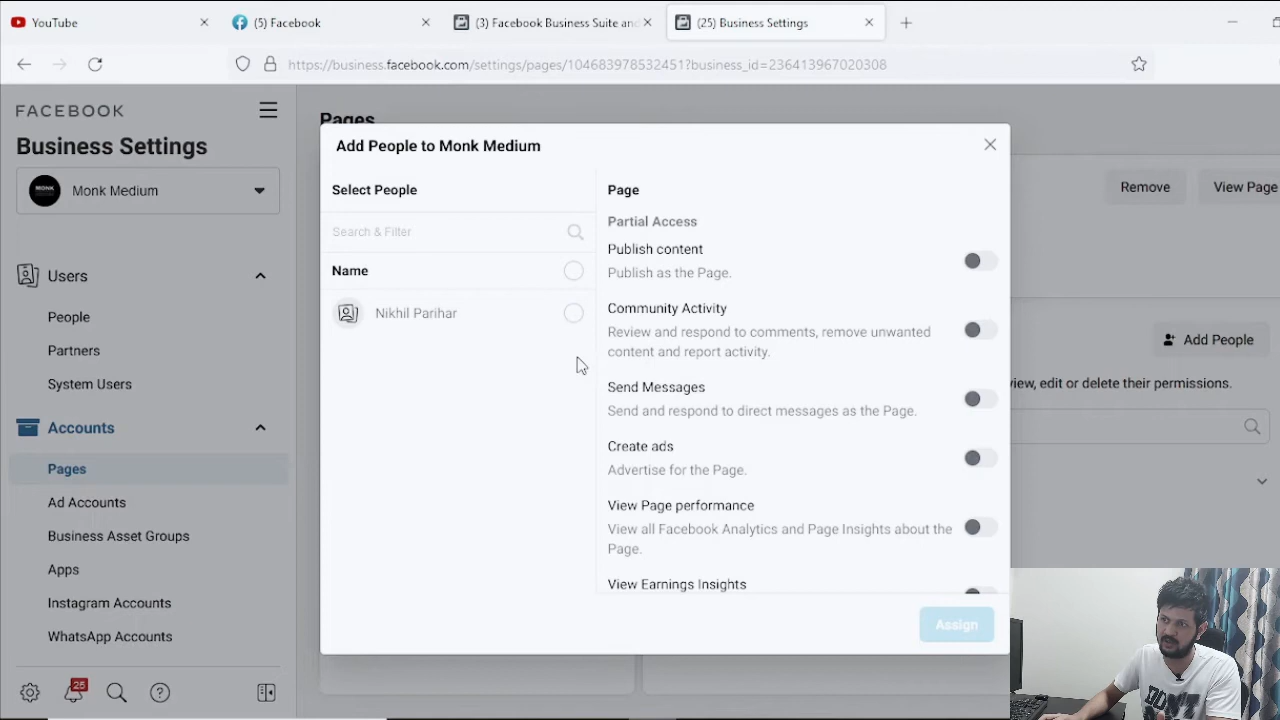 YouTube
(5) Facebook
(3) Facebook Business Suite and
(25) Business Settings
https://business.facebook.com/settings/pages/104683978532451?business_id=236413967020308
FACEBOOK
Business Settings
MONK
Monk Medium
Users
People
Partners
System Users
Accounts
Pages
Ad Accounts
Business Asset Groups
Apps
Instagram Accounts
WhatsApp Accounts
25
Pages
Remove
View Page
Add People
view, edit or delete their permissions.
Add People to Monk Medium
Select People
Search & Filter
Name
Nikhil Parihar
Page
Partial Access
Publish content
Publish as the Page.
Community Activity
Review and respond to comments, remove unwanted
content and report activity.
Send Messages
Send and respond to direct messages as the Page.
Create ads
Advertise for the Page.
View Page performance
View all Facebook Analytics and Page Insights about the
Page.
View Earnings Insights
Assign